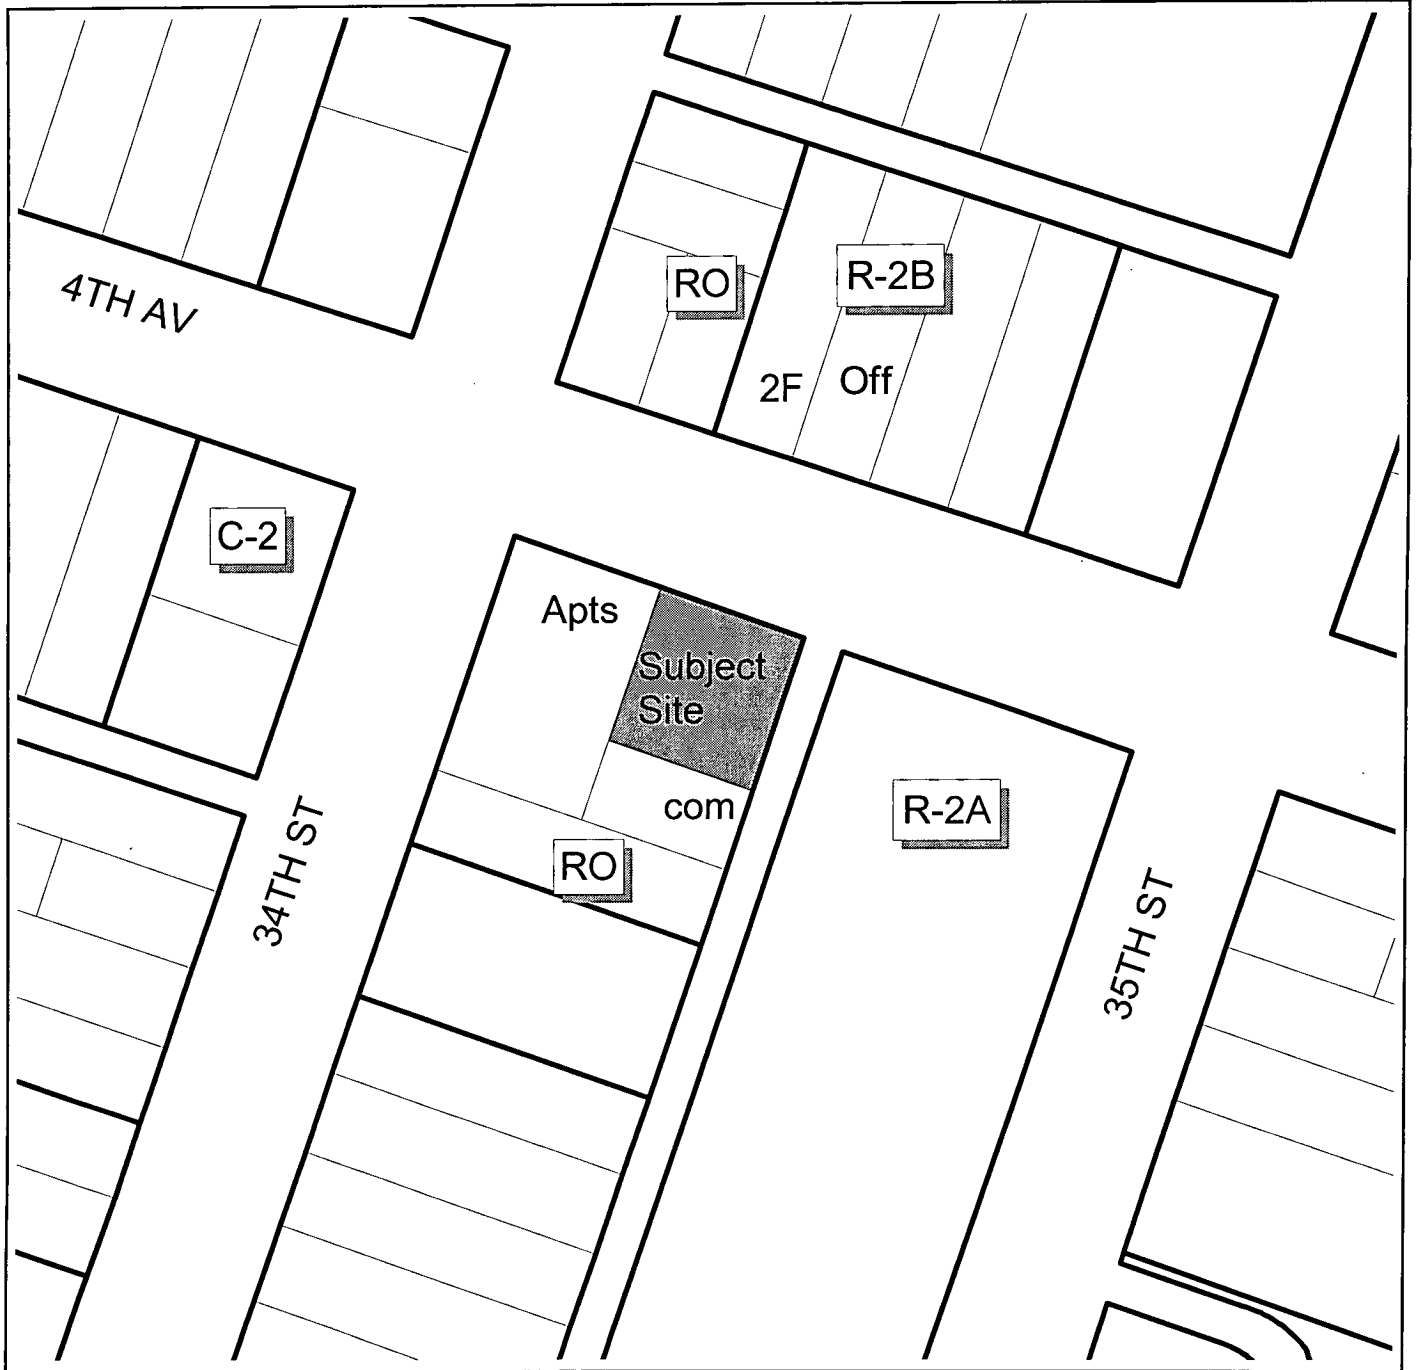 RO
R-2B
4TH AV
2F
Off
C-2
Apts
Subject
Site
com
R-2A
RO
34TH ST
35TH ST